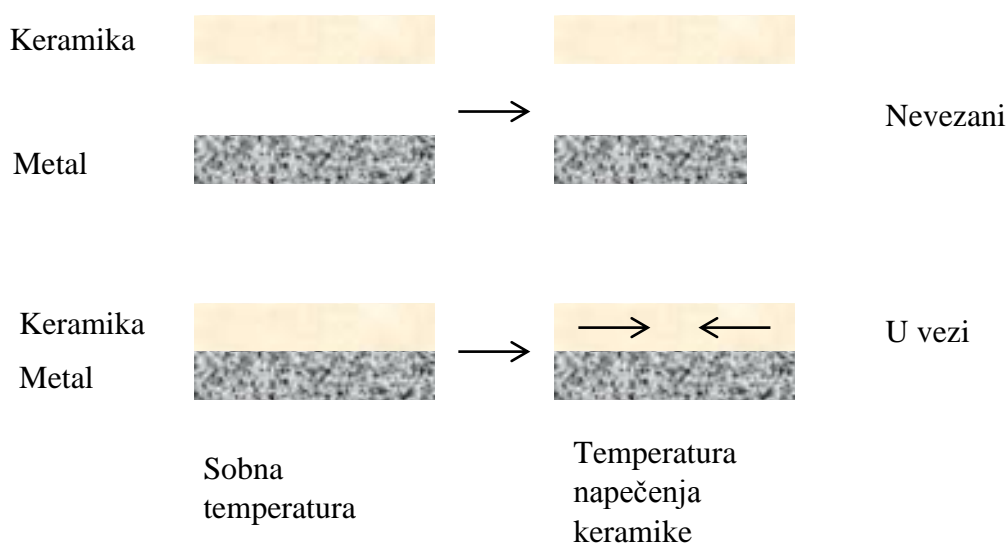 Keramika
Nevezani
Metal
Keramika
U vezi
Metal
Sobna
temperatura
Temperatura
napečenja
keramike